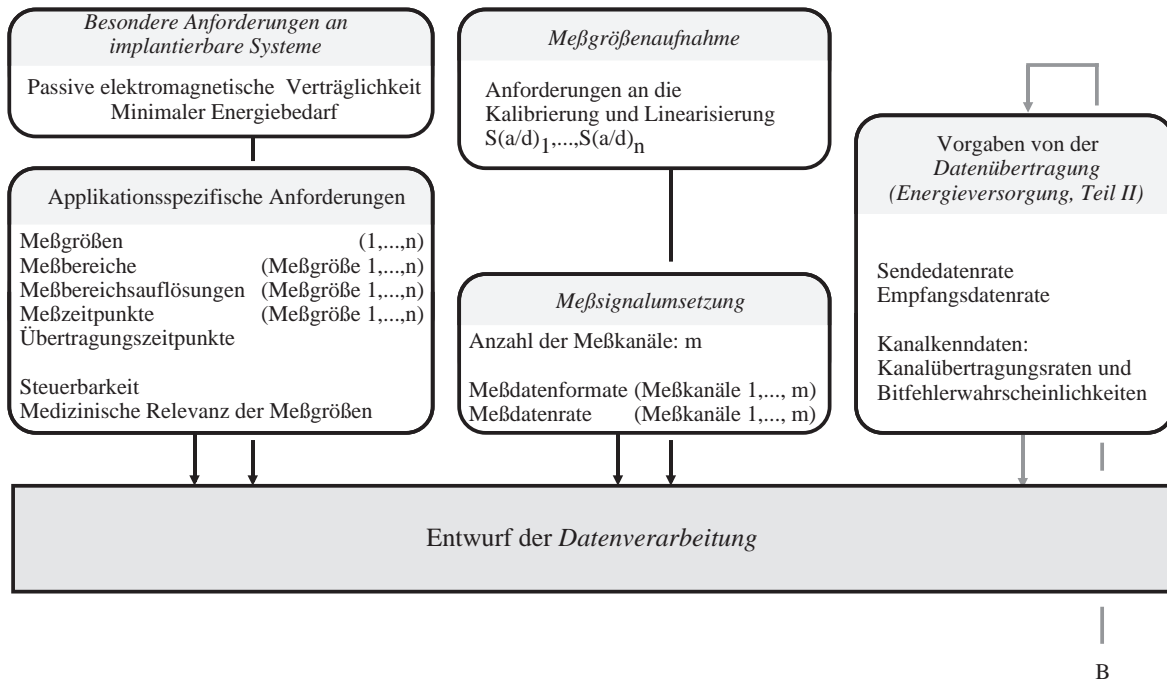 Besondere Anforderungen an
implantierbare Systeme
Passive elektromagnetische Verträglichkeit
Minimaler Energiebedarf
Applikationsspezifische Anforderungen
Meßgrößen (1,...,n)
Meßbereiche (Meßgröße 1,...,n)
Meßbereichsauflösungen (Meßgröße 1,...,n)
Meßzeitpunkte (Meßgröße 1,...,n)
Übertragungszeitpunkte
Steuerbarkeit
Medizinische Relevanz der Meßgrößen
Meßgrößenaufnahme
Anforderungen an die
Kalibrierung und Linearisierung
S(a/d)1,...,S(a/d)n
Meßsignalumsetzung
Anzahl der Meßkanäle: m
Meßdatenformate (Meßkanäle 1,..., m)
Meßdatenrate (Meßkanäle 1,..., m)
Vorgaben von der
Datenübertragung
(Energieversorgung, Teil II)
Sendedatenrate
Empfangsdatenrate
Kanalkenndaten:
Kanalübertragungsraten und
Bitfehlerwahrscheinlichkeiten
Entwurf der Datenverarbeitung
B